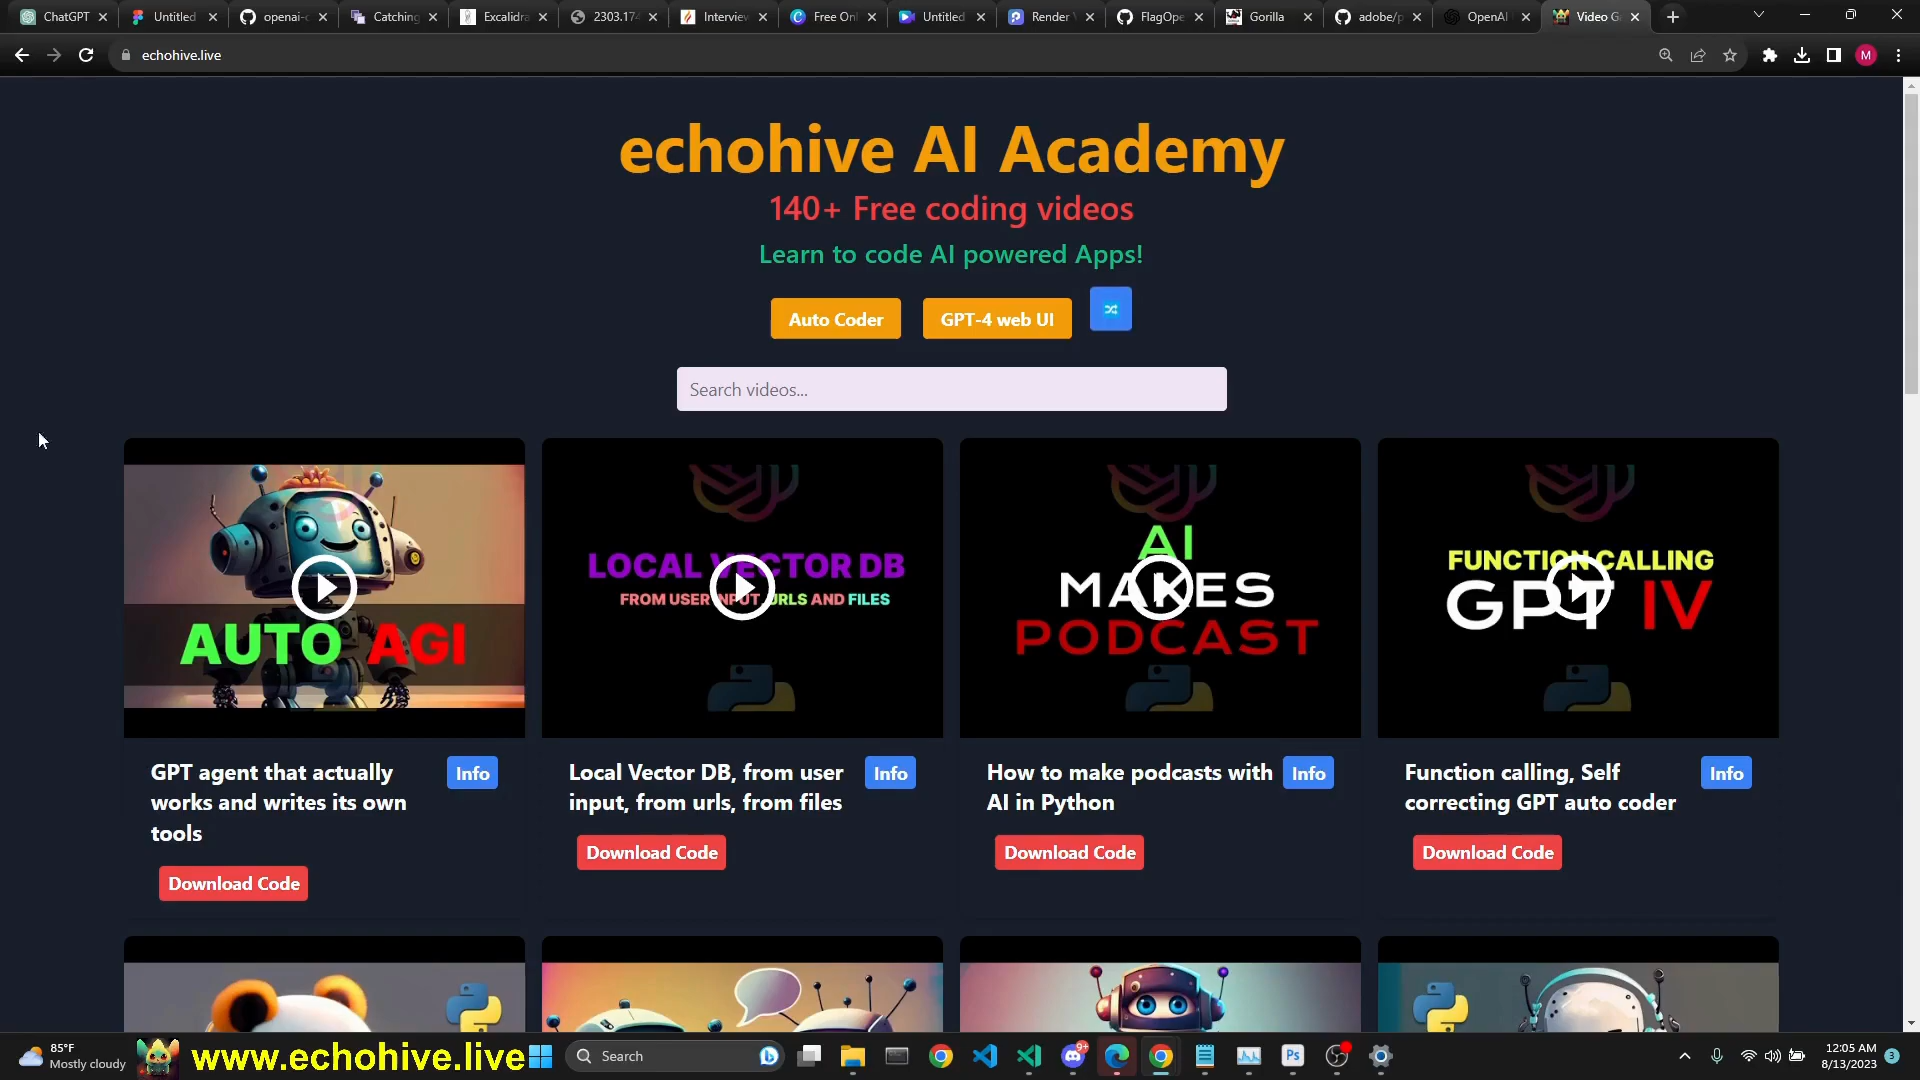 ChatGPT
Untitled
openai-c
Catching
Excalidra
2303.174
Interview
Free Onl
Untitled
Render
FlagOpe
Gorilla
adobe/p
OpenAI
Video G
echohive.live
M
echohive AI Academy
140+ Free coding videos
Learn to code AI powered Apps!
Auto Coder
GPT-4 web UI
Search videos...
AUTO AGI
LOCAL VECTOR DB
FROM USER INPUT URLS AND FILES
AI
MAKES
PODCAST
FUNCTION CALLING
GPT IV
GPT agent that actually
works and writes its own
tools
Info
Download Code
Local Vector DB, from user
input, from urls, from files
Info
Download Code
How to make podcasts with
AI in Python
Info
Download Code
Function calling, Self
correcting GPT auto coder
Info
Download Code
85°F
Mostly cloudy
www.echohive.live
Search
9+
Ps
12:05 AM
8/13/2023
3